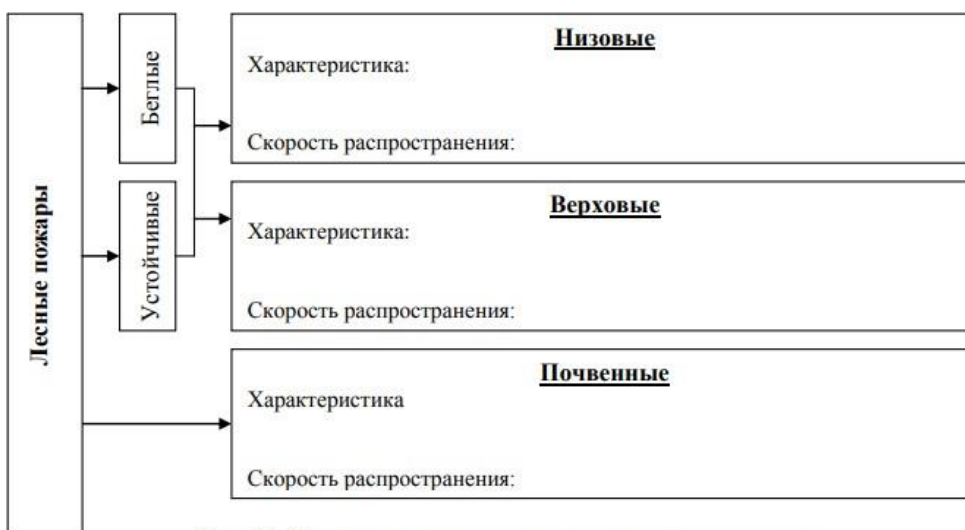 Лесные пожары
Беглые
Устойчивые
Низовые
Характеристика:
Скорость распространения:
Верховые
Характеристика:
Скорость распространения:
Почвенные
Характеристика
Скорость распространения: